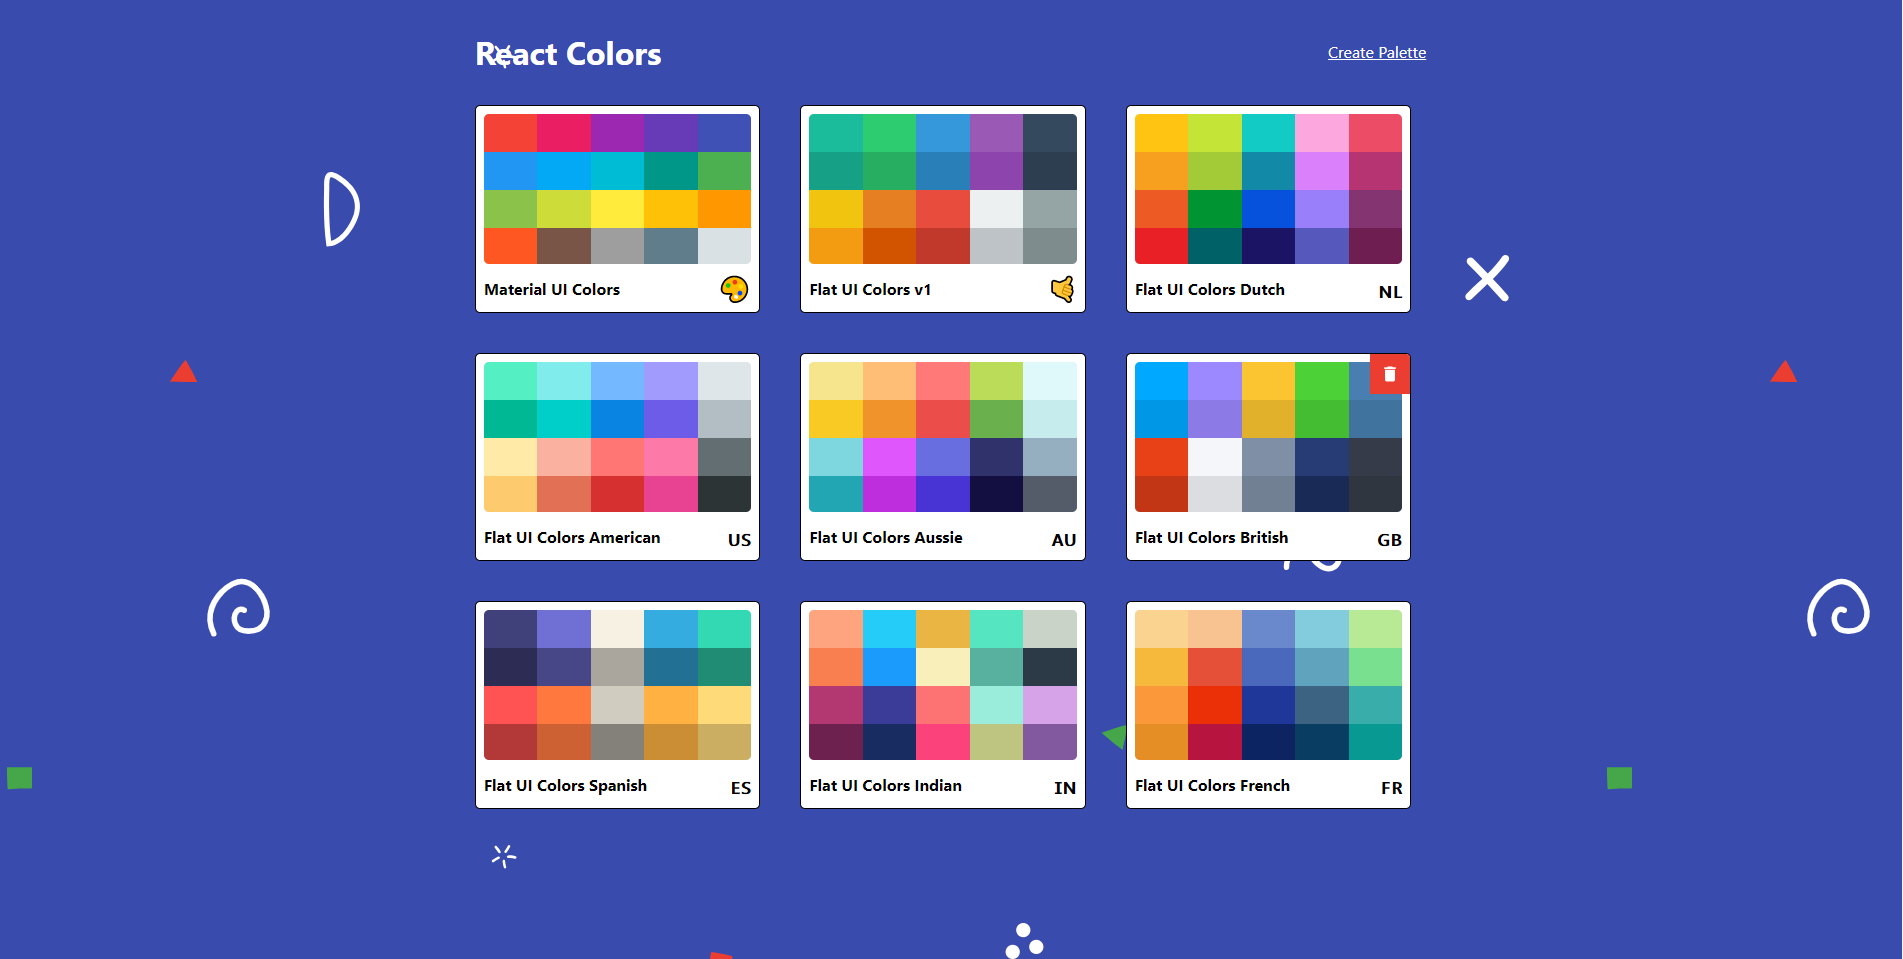 React Colors
Create Palette
Material UI Colors
Flat UI Colors v1
Flat UI Colors Dutch NL
Flat UI Colors American US
Flat UI Colors Aussie AU
Flat UI Colors British GB
Flat UI Colors Spanish ES
Flat UI Colors Indian IN
Flat UI Colors French FR